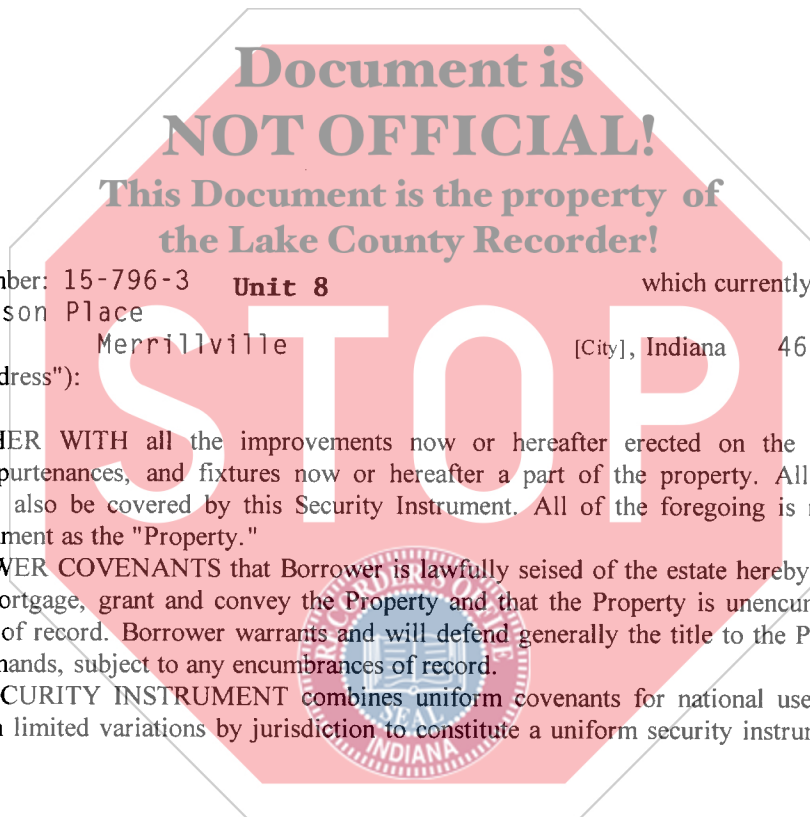 Document is
NOT OFFICIAL!
This Document is the property of
the Lake County Recorder!
nber: 15-796-3 Unit 8 which currently
son Place
Merrillville [City], Indiana 46
dress"):
HER WITH all the improvements now or hereafter erected on the
purtenances, and fixtures now or hereafter a part of the property. All
also be covered by this Security Instrument. All of the foregoing is
ment as the "Property."
WER COVENANTS that Borrower is lawfully seised of the estate hereby
ortgage, grant and convey the Property and that the Property is unencur
of record. Borrower warrants and will defend generally the title to the P
nands, subject to any encumbrances of record.
CURITY INSTRUMENT combines uniform covenants for national use
limited variations by jurisdiction to constitute a uniform security instrur
STOP
RECORDER'S OFFICE
SEAL
INDIANA